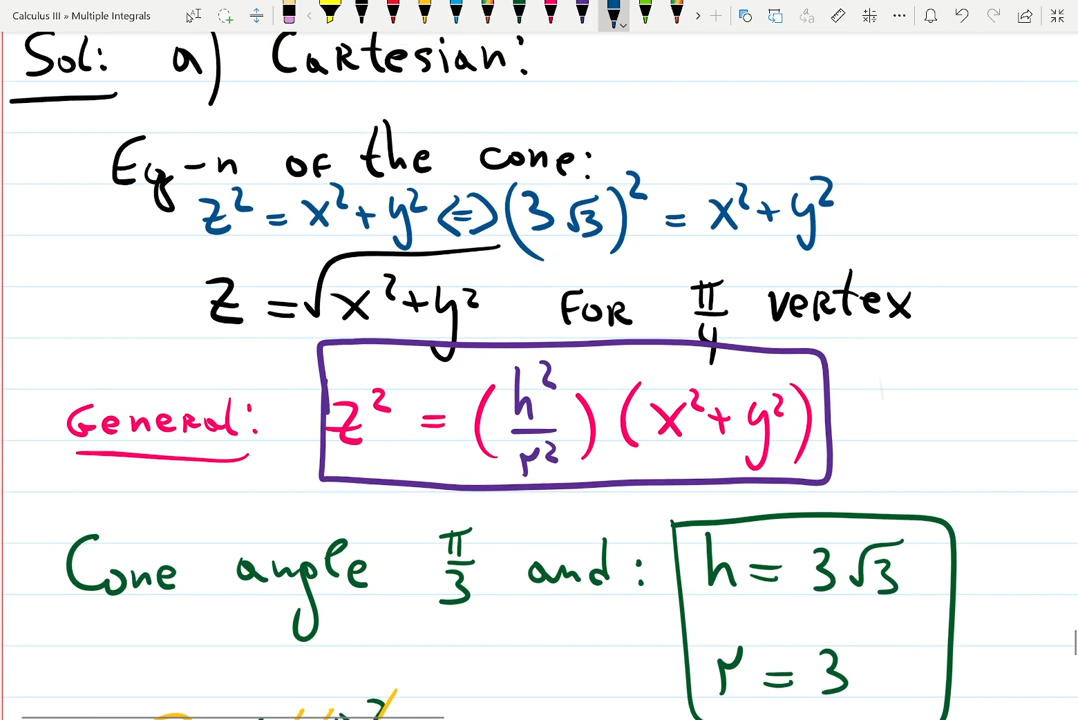 Calculus III » Multiple Integrals
Sol: a) Cartesian:
Eq-n of the cone:
z² = x² + y² <=> (3√3)² = x² + y²
z = √(x² + y²) for π/4 vertex
General: z² = (h²/r²) (x² + y²)
Cone angle π/3 and: h = 3√3
r = 3